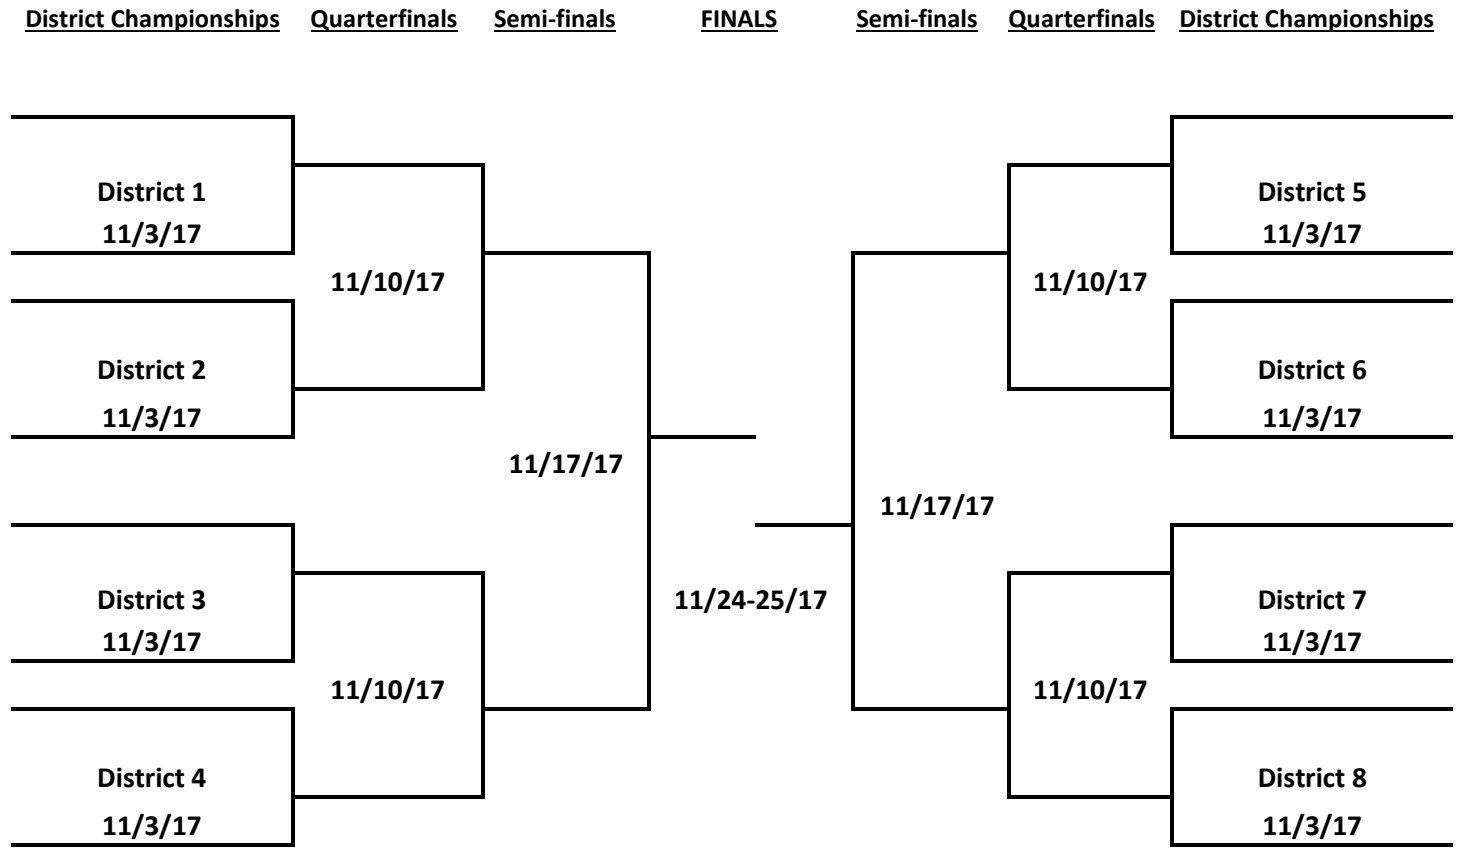 District Championships Quarterfinals Semi-finals FINALS Semi-finals Quarterfinals District Championships
District 1 District 5
11/3/17 11/3/17
11/10/17 11/10/17
District 2 District 6
11/3/17 11/3/17
11/17/17
11/17/17
District 3 11/24-25/17 District 7
11/3/17 11/3/17
11/10/17 11/10/17
District 4 District 8
11/3/17 11/3/17